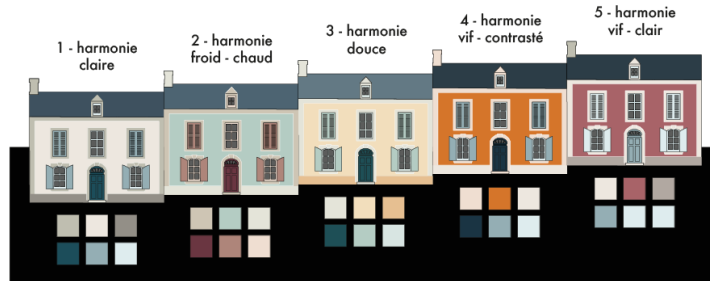 1 - harmonie
claire
2 - harmonie
froid - chaud
3 - harmonie
douce
4 - harmonie
vif - contrasté
5 - harmonie
vif - clair